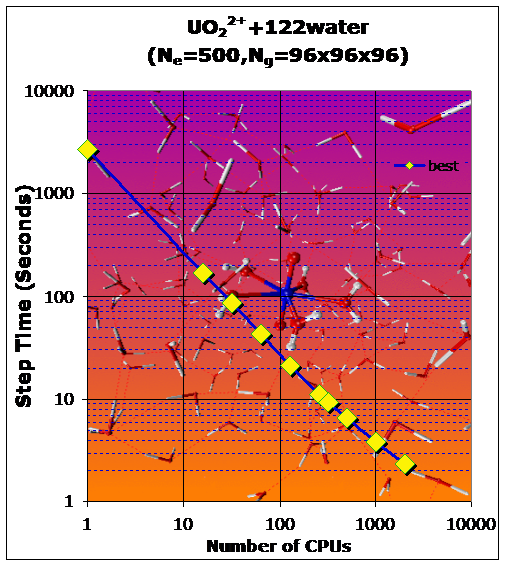 UO₂²⁺+122water
(Nₑ=500,N₉=96x96x96)
10000
1000
100
10
1
Step Time (Seconds)
best
1 10 100 1000 10000
Number of CPUs